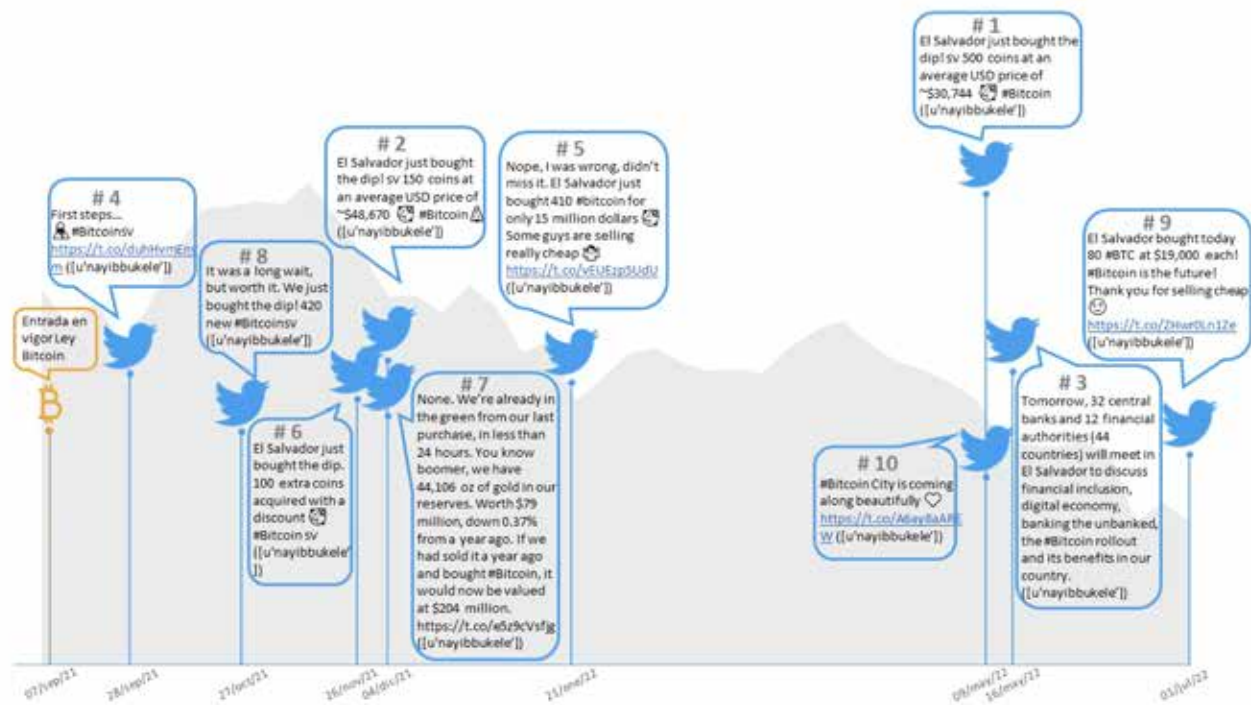 # 1
El Salvador just bought the
dip! sv 500 coins at an
average USD price of
~$30,744 #Bitcoin
([u'nayibbukele'])
# 2
El Salvador just bought
the dip! sv 150 coins at
an average USD price of
~$48,670 #Bitcoin
([u'nayibbukele'])
# 5
Nope, I was wrong, didn't
miss it. El Salvador just
bought 410 #bitcoin for
only 15 million dollars
Some guys are selling
really cheap
https://t.co/vEUEzpSUdU
([u'nayibbukele'])
# 4
First steps...
#Bitcoinsv
([u'nayibbukele'])
# 8
It was a long wait,
but worth it. We just
bought the dip! 420
new #Bitcoinsv
([u'nayibbukele'])
# 9
El Salvador bought today
80 #BTC at $19,000 each!
#Bitcoin is the future!
Thank you for selling cheap
https://t.co/ZHwr0Ln1Ze
([u'nayibbukele'])
Entrada en
vigor Ley
Bitcoin
# 6
El Salvador just
bought the dip.
100 extra coins
acquired with a
discount
#Bitcoin sv
([u'nayibbukele'
])
# 7
None. We're already in
the green from our last
purchase, in less than
24 hours. You know
boomer, we have
44,106 oz of gold in our
reserves. Worth $79
million, down 0.37%
from a year ago. If we
had sold it a year ago
and bought #Bitcoin, it
would now be valued
at $204 million.
https://t.co/e5z9cVsfjg
([u'nayibbukele'])
# 10
#Bitcoin City is coming
along beautifully
([u'nayibbukele'])
# 3
Tomorrow, 32 central
banks and 12 financial
authorities (44
countries) will meet in
El Salvador to discuss
financial inclusion,
digital economy,
banking the unbanked,
the #Bitcoin rollout
and its benefits in our
country.
([u'nayibbukele'])
07/sep/21
28/sep/21
27/oct/21
26/nov/21
04/dic/21
21/ene/22
09/may/22
16/may/22
01/jul/22